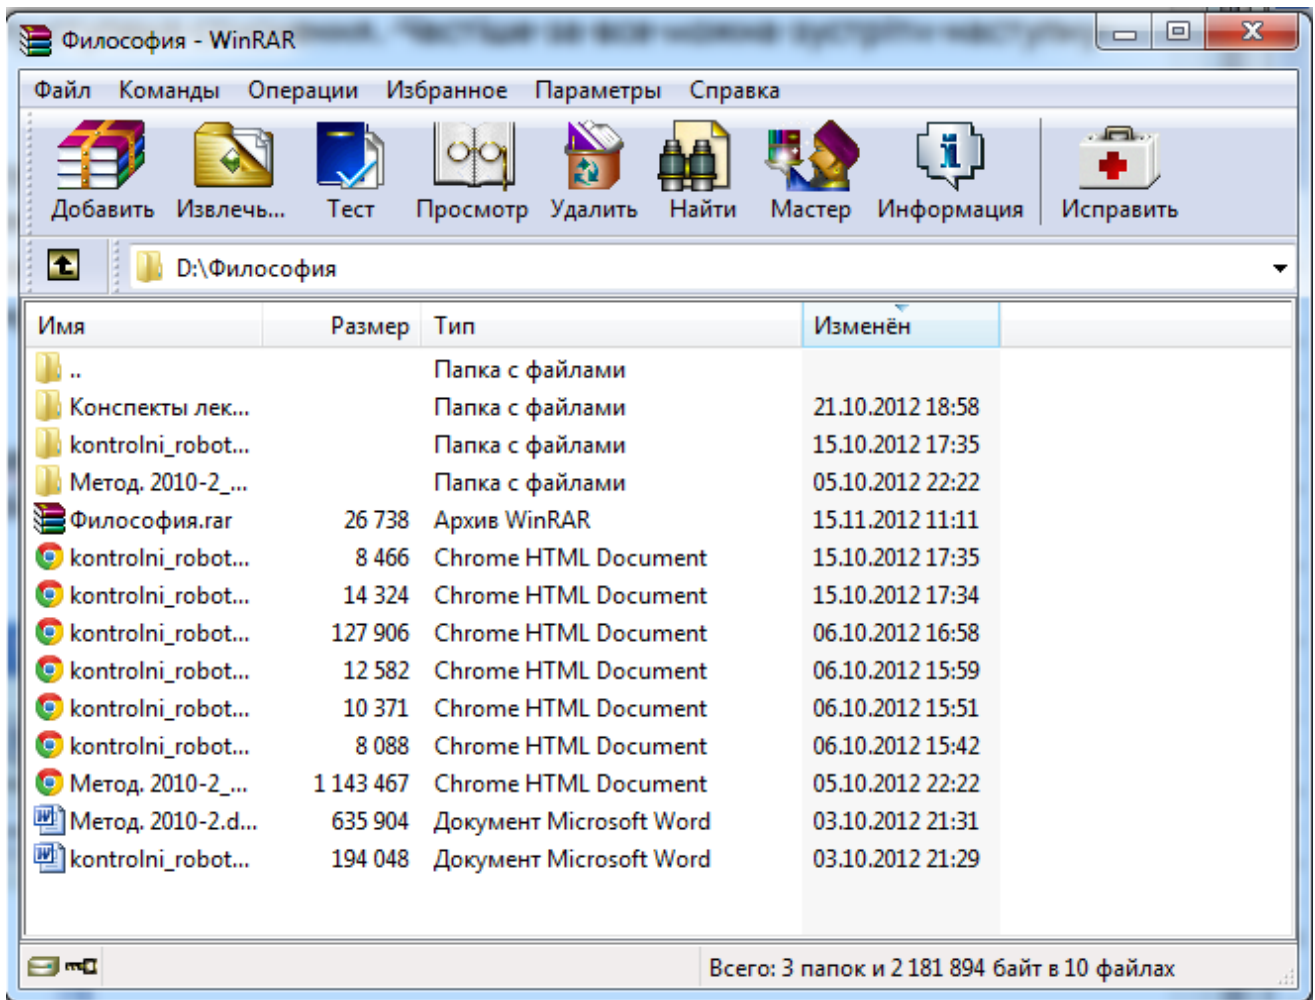 Философия - WinRAR
Файл Команды Операции Избранное Параметры Справка
Добавить Извлечь... Тест Просмотр Удалить Найти Мастер Информация Исправить
D:\Философия
Имя Размер Тип Изменён
.. Папка с файлами
Конспекты лек... Папка с файлами 21.10.2012 18:58
kontrolni_robot... Папка с файлами 15.10.2012 17:35
Метод. 2010-2_... Папка с файлами 05.10.2012 22:22
Философия.rar 26 738 Архив WinRAR 15.11.2012 11:11
kontrolni_robot... 8 466 Chrome HTML Document 15.10.2012 17:35
kontrolni_robot... 14 324 Chrome HTML Document 15.10.2012 17:34
kontrolni_robot... 127 906 Chrome HTML Document 06.10.2012 16:58
kontrolni_robot... 12 582 Chrome HTML Document 06.10.2012 15:59
kontrolni_robot... 10 371 Chrome HTML Document 06.10.2012 15:51
kontrolni_robot... 8 088 Chrome HTML Document 06.10.2012 15:42
Метод. 2010-2_... 1 143 467 Chrome HTML Document 05.10.2012 22:22
Метод. 2010-2.d... 635 904 Документ Microsoft Word 03.10.2012 21:31
kontrolni_robot... 194 048 Документ Microsoft Word 03.10.2012 21:29
Всего: 3 папок и 2 181 894 байт в 10 файлах